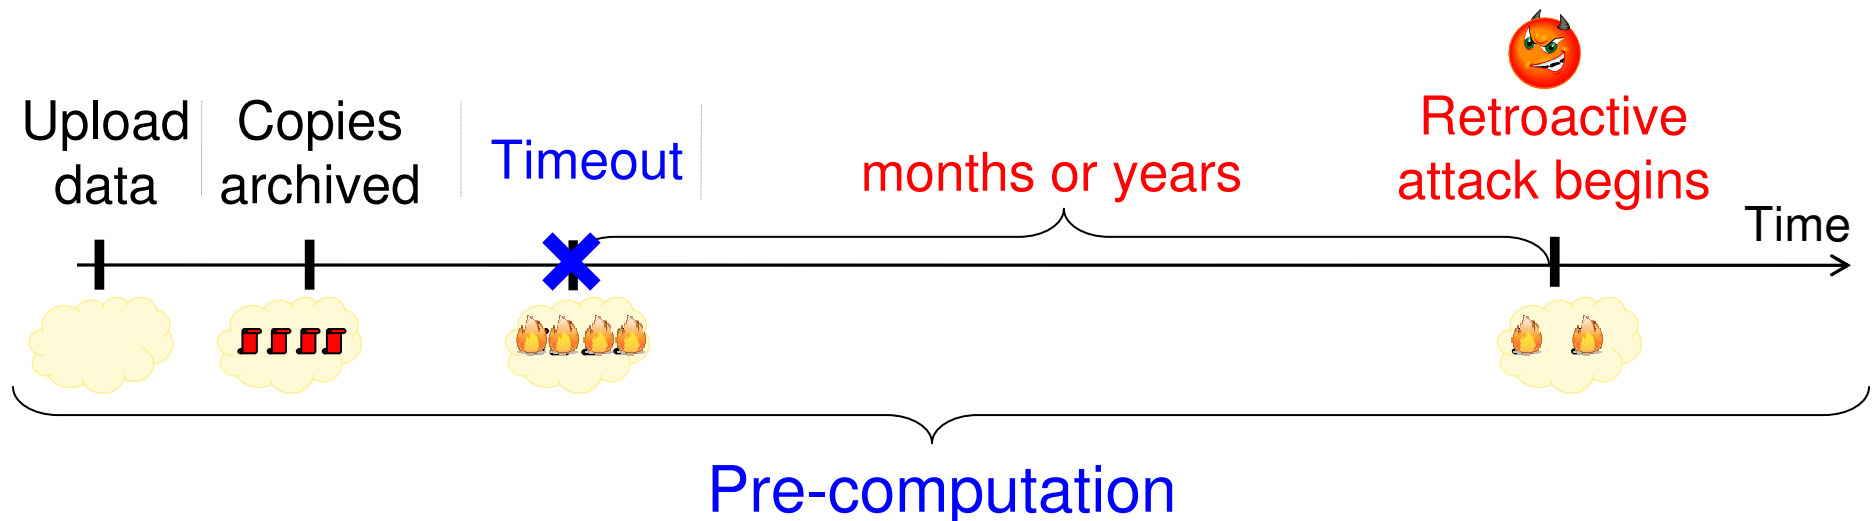 Upload
data
Copies
archived
Timeout
months or years
Retroactive
attack begins
Time
Pre-computation